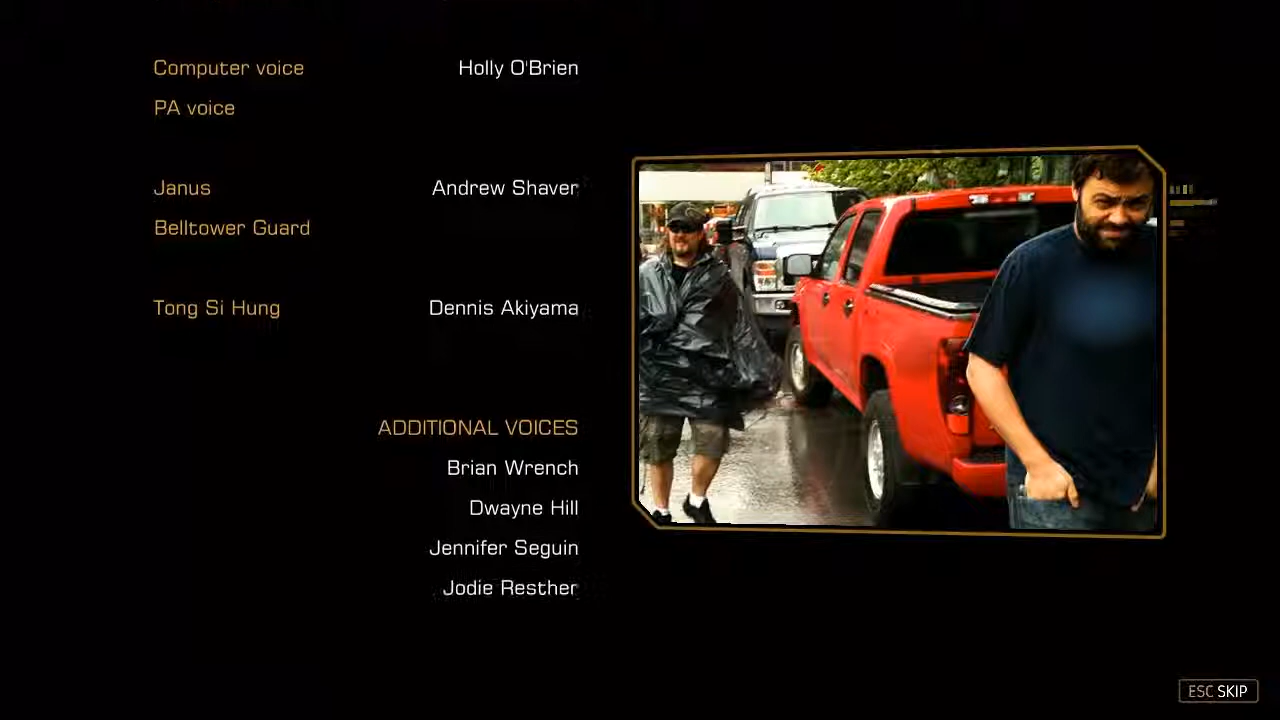 Computer voice Holly O'Brien
PA voice
Janus Andrew Shaver
Belltower Guard
Tong Si Hung Dennis Akiyama
ADDITIONAL VOICES
Brian Wrench
Dwayne Hill
Jennifer Seguin
Jodie Resther
ESC SKIP